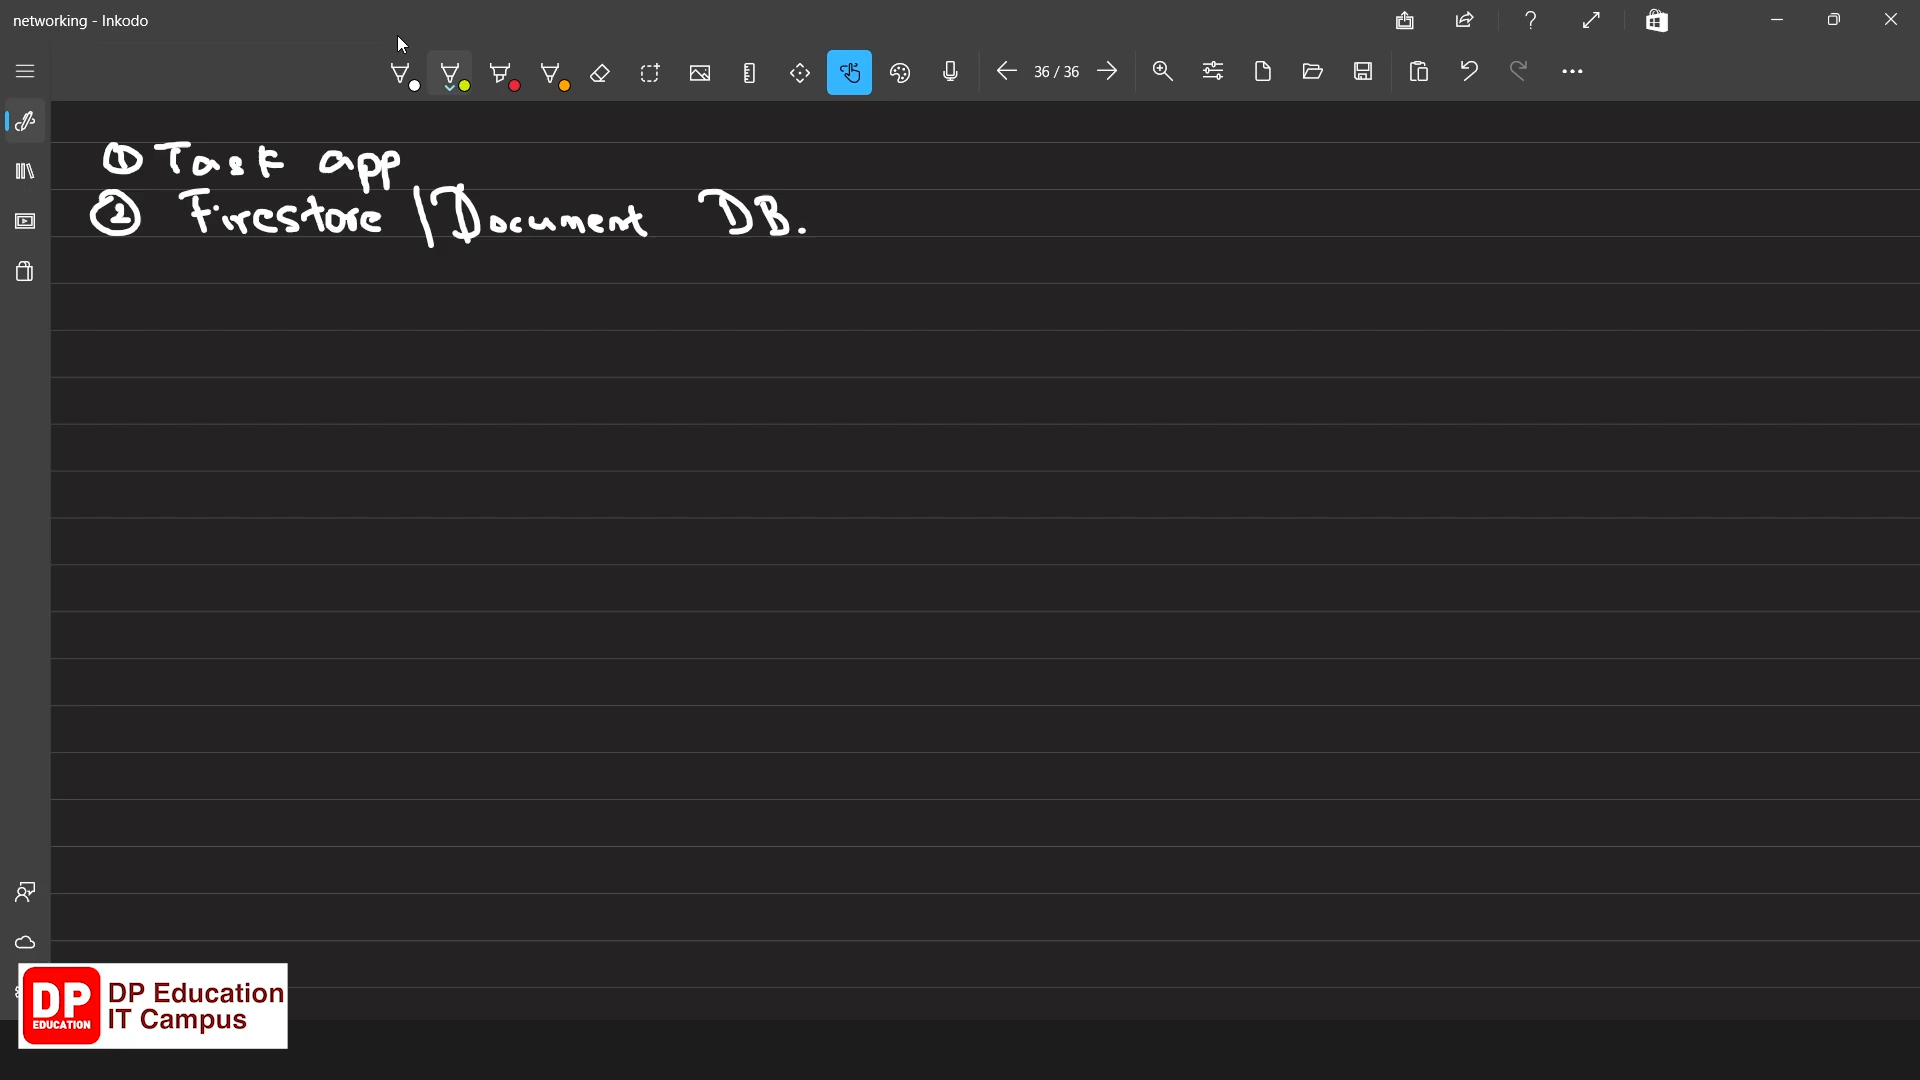 networking - Inkodo
36 / 36
① Task app
② Firestore / Document DB.
DP
EDUCATION
DP Education
IT Campus